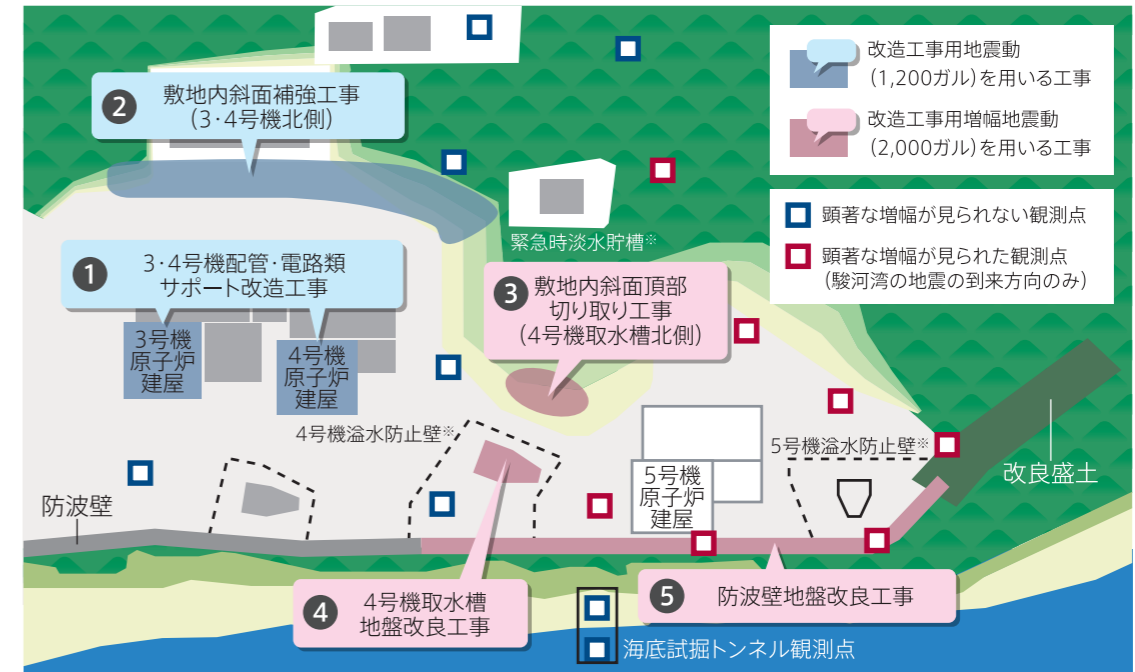 2
敷地内斜面補強工事
(3・4号機北側)
改造工事用地震動
(1,200ガル)を用いる工事
改造工事用増幅地震動
(2,000ガル)を用いる工事
顕著な増幅が見られない観測点
顕著な増幅が見られた観測点
(駿河湾の地震の到来方向のみ)
緊急時淡水貯槽※
1
3・4号機配管・電路類
サポート改造工事
3
敷地内斜面頂部
切り取り工事
(4号機取水槽北側)
3号機
原子炉
建屋
4号機
原子炉
建屋
4号機溢水防止壁※
5号機溢水防止壁※
5号機
原子炉
建屋
改良盛土
防波壁
4
4号機取水槽
地盤改良工事
5
防波壁地盤改良工事
海底試掘トンネル観測点